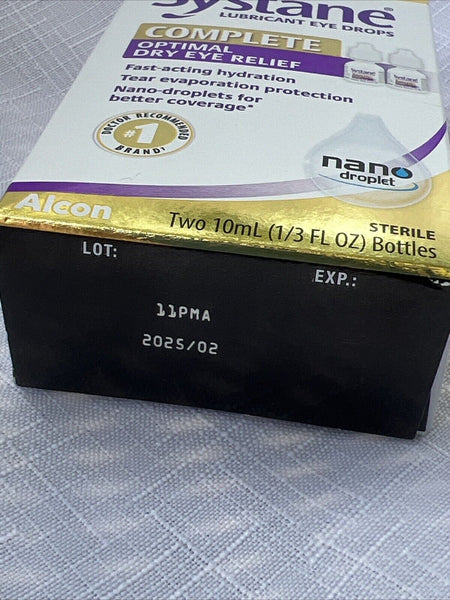 Systane®
LUBRICANT EYE DROPS
COMPLETE
OPTIMAL
DRY EYE RELIEF
Fast-acting hydration
Tear evaporation protection
Nano-droplets for
better coverage*
DOCTOR RECOMMENDED
#1
BRAND†
Systane
Systane
nano
droplet
Alcon
Two 10mL (1/3 FL OZ) Bottles
STERILE
LOT:
EXP.:
11PMA
2025/02